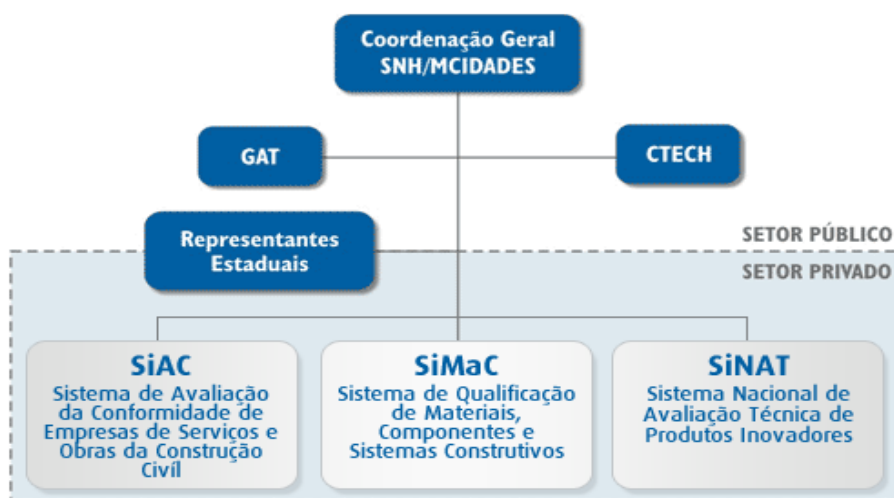 Coordenação Geral
SNH/MCIDADES
GAT
CTECH
Representantes
Estaduais
SETOR PÚBLICO
SETOR PRIVADO
SiAC
Sistema de Avaliação
da Conformidade de
Empresas de Serviços e
Obras da Construção
Civíl
SiMaC
Sistema de Qualificação
de Materiais,
Componentes e
Sistemas Construtivos
SiNAT
Sistema Nacional de
Avaliação Técnica de
Produtos Inovadores